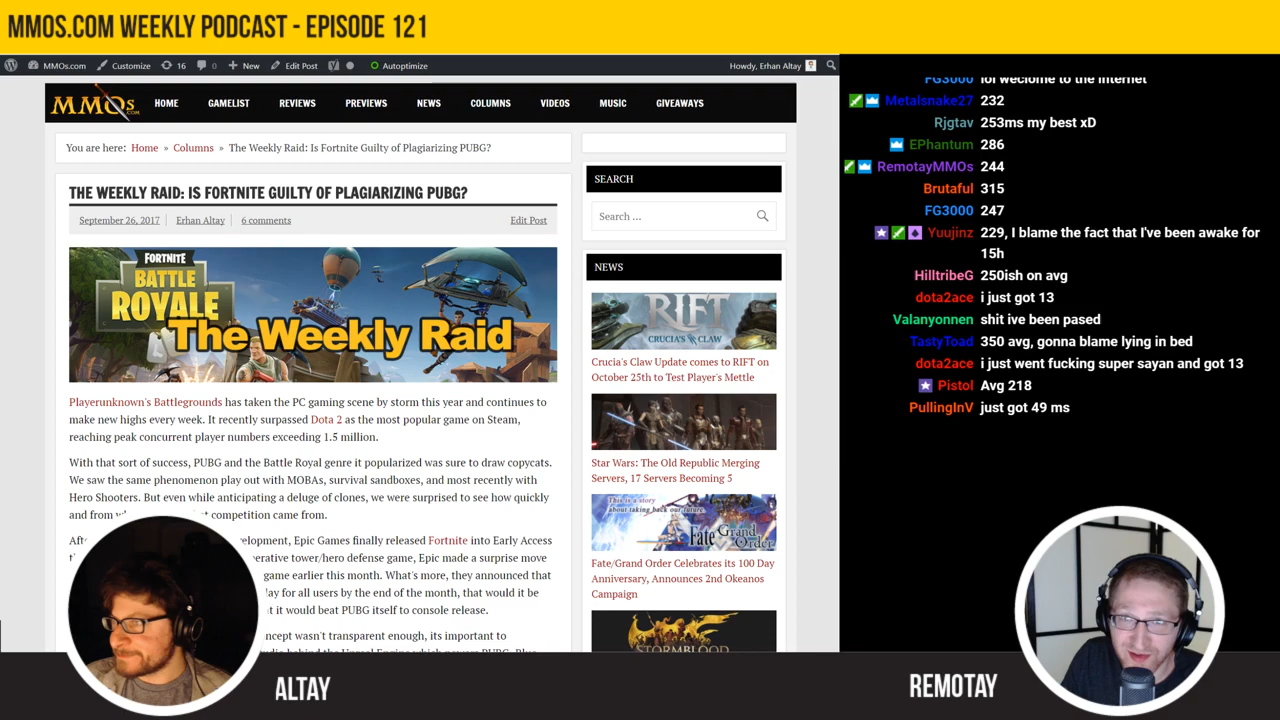 MMOS.COM WEEKLY PODCAST - EPISODE 121
MMOs.com Customize 16 0 New Edit Post Autoptimize Howdy, Erhan Altay
MMOs.COM HOME GAMELIST REVIEWS PREVIEWS NEWS COLUMNS VIDEOS MUSIC GIVEAWAYS
You are here: Home » Columns » The Weekly Raid: Is Fortnite Guilty of Plagiarizing PUBG?
THE WEEKLY RAID: IS FORTNITE GUILTY OF PLAGIARIZING PUBG?
September 26, 2017 Erhan Altay 6 comments Edit Post
FORTNITE
BATTLE
ROYALE
The Weekly Raid
Playerunknown's Battlegrounds has taken the PC gaming scene by storm this year and continues to
make new highs every week. It recently surpassed Dota 2 as the most popular game on Steam,
reaching peak concurrent player numbers exceeding 1.5 million.
With that sort of success, PUBG and the Battle Royal genre it popularized was sure to draw copycats.
We saw the same phenomenon play out with MOBAs, survival sandboxes, and most recently with
Hero Shooters. But even while anticipating a deluge of clones, we were surprised to see how quickly
and from competition came from.
Epic Games finally released Fortnite into Early Access
tower/hero defense game, Epic made a surprise move
game earlier this month. What's more, they announced that
for all users by the end of the month, that would it be
it would beat PUBG itself to console release.
wasn't transparent enough, its important to
SEARCH
Search ...
NEWS
RIFT
CRUCIA'S CLAW
Crucia's Claw Update comes to RIFT on
October 25th to Test Player's Mettle
Star Wars: The Old Republic Merging
Servers, 17 Servers Becoming 5
This is a story
about taking back our future.
Fate Grand Order
Fate/Grand Order Celebrates its 100 Day
Anniversary, Announces 2nd Okeanos
Campaign
STORMBLOOD
FG3000 lol weclome to the internet
Metalsnake27 232
Rjgtav 253ms my best xD
EPhantum 286
RemotayMMOs 244
Brutaful 315
FG3000 247
Yuujinz 229, I blame the fact that I've been awake for
15h
HilltribeG 250ish on avg
dota2ace i just got 13
Valanyonnen shit ive been pased
TastyToad 350 avg, gonna blame lying in bed
dota2ace i just went fucking super sayan and got 13
Pistol Avg 218
PullingInV just got 49 ms
ALTAY
REMOTAY